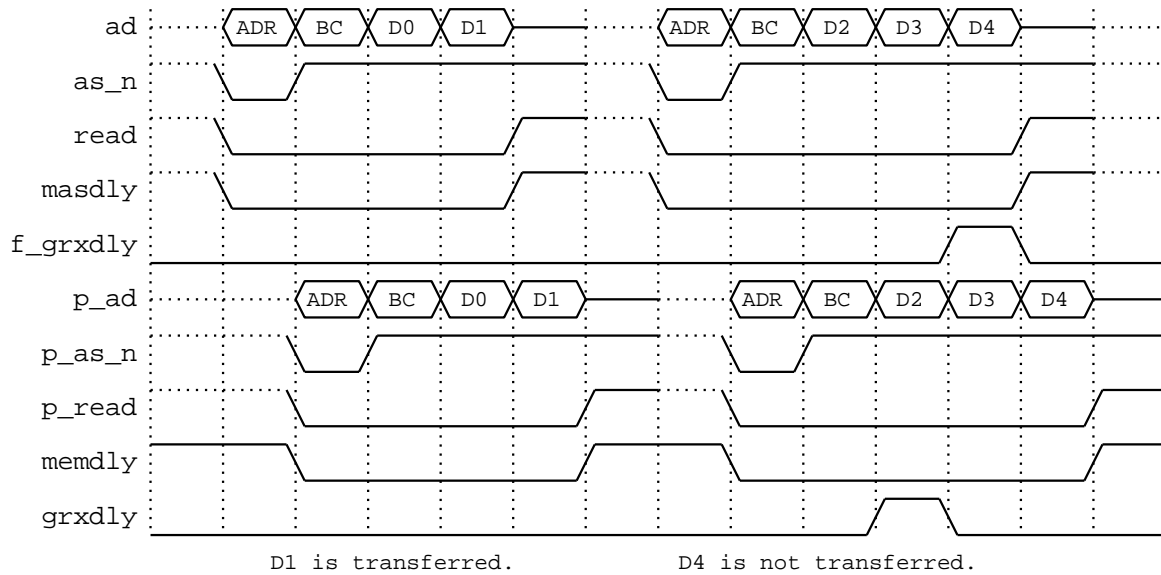 ad ADR BC D0 D1 ADR BC D2 D3 D4
as_n
read
masdly
f_grxdly
p_ad ADR BC D0 D1 ADR BC D2 D3 D4
p_as_n
p_read
memdly
grxdly
D1 is transferred. D4 is not transferred.